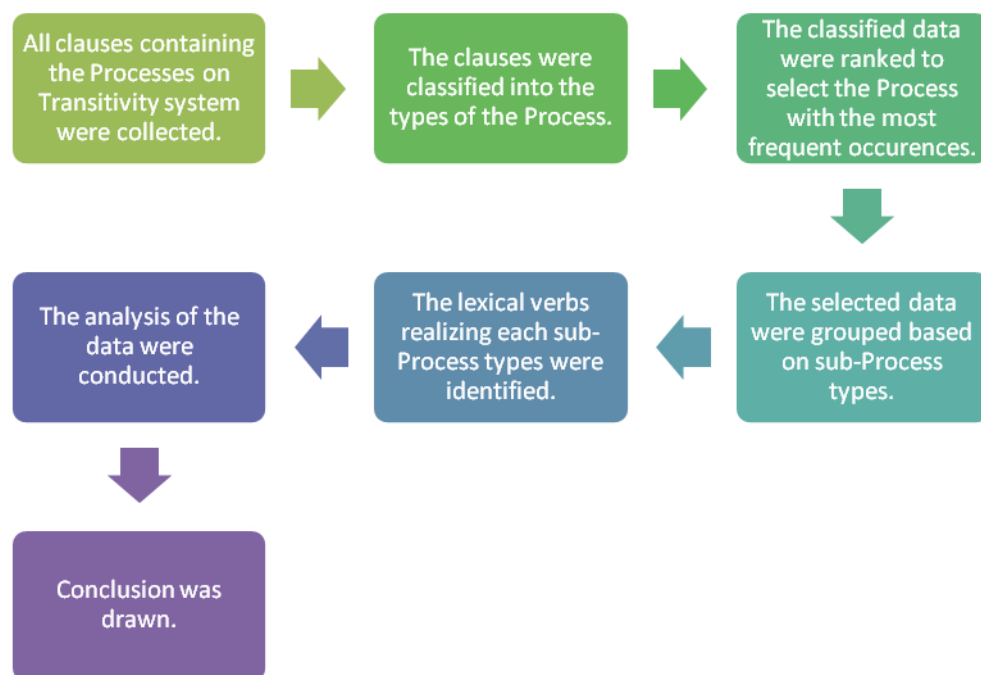 All clauses containing
the Processes on
Transitivity system
were collected.
The clauses were
classified into the
types of the Process.
The classified data
were ranked to
select the Process
with the most
frequent occurences.
The selected data
were grouped based
on sub-Process
types.
The lexical verbs
realizing each sub-
Process types were
identified.
The analysis of the
data were
conducted.
Conclusion was
drawn.